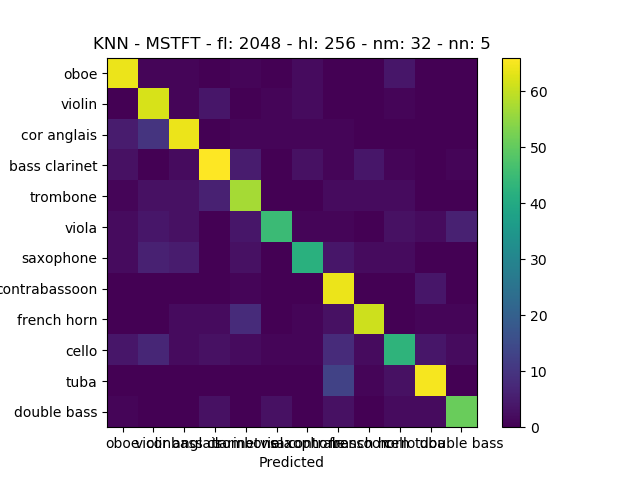 KNN - MSTFT - fl: 2048 - hl: 256 - nm: 32 - nn: 5
oboe
violin
cor anglais
bass clarinet
trombone
viola
saxophone
contrabassoon
french horn
cello
tuba
double bass
60
50
40
30
20
10
0
oboe
double bass
Predicted